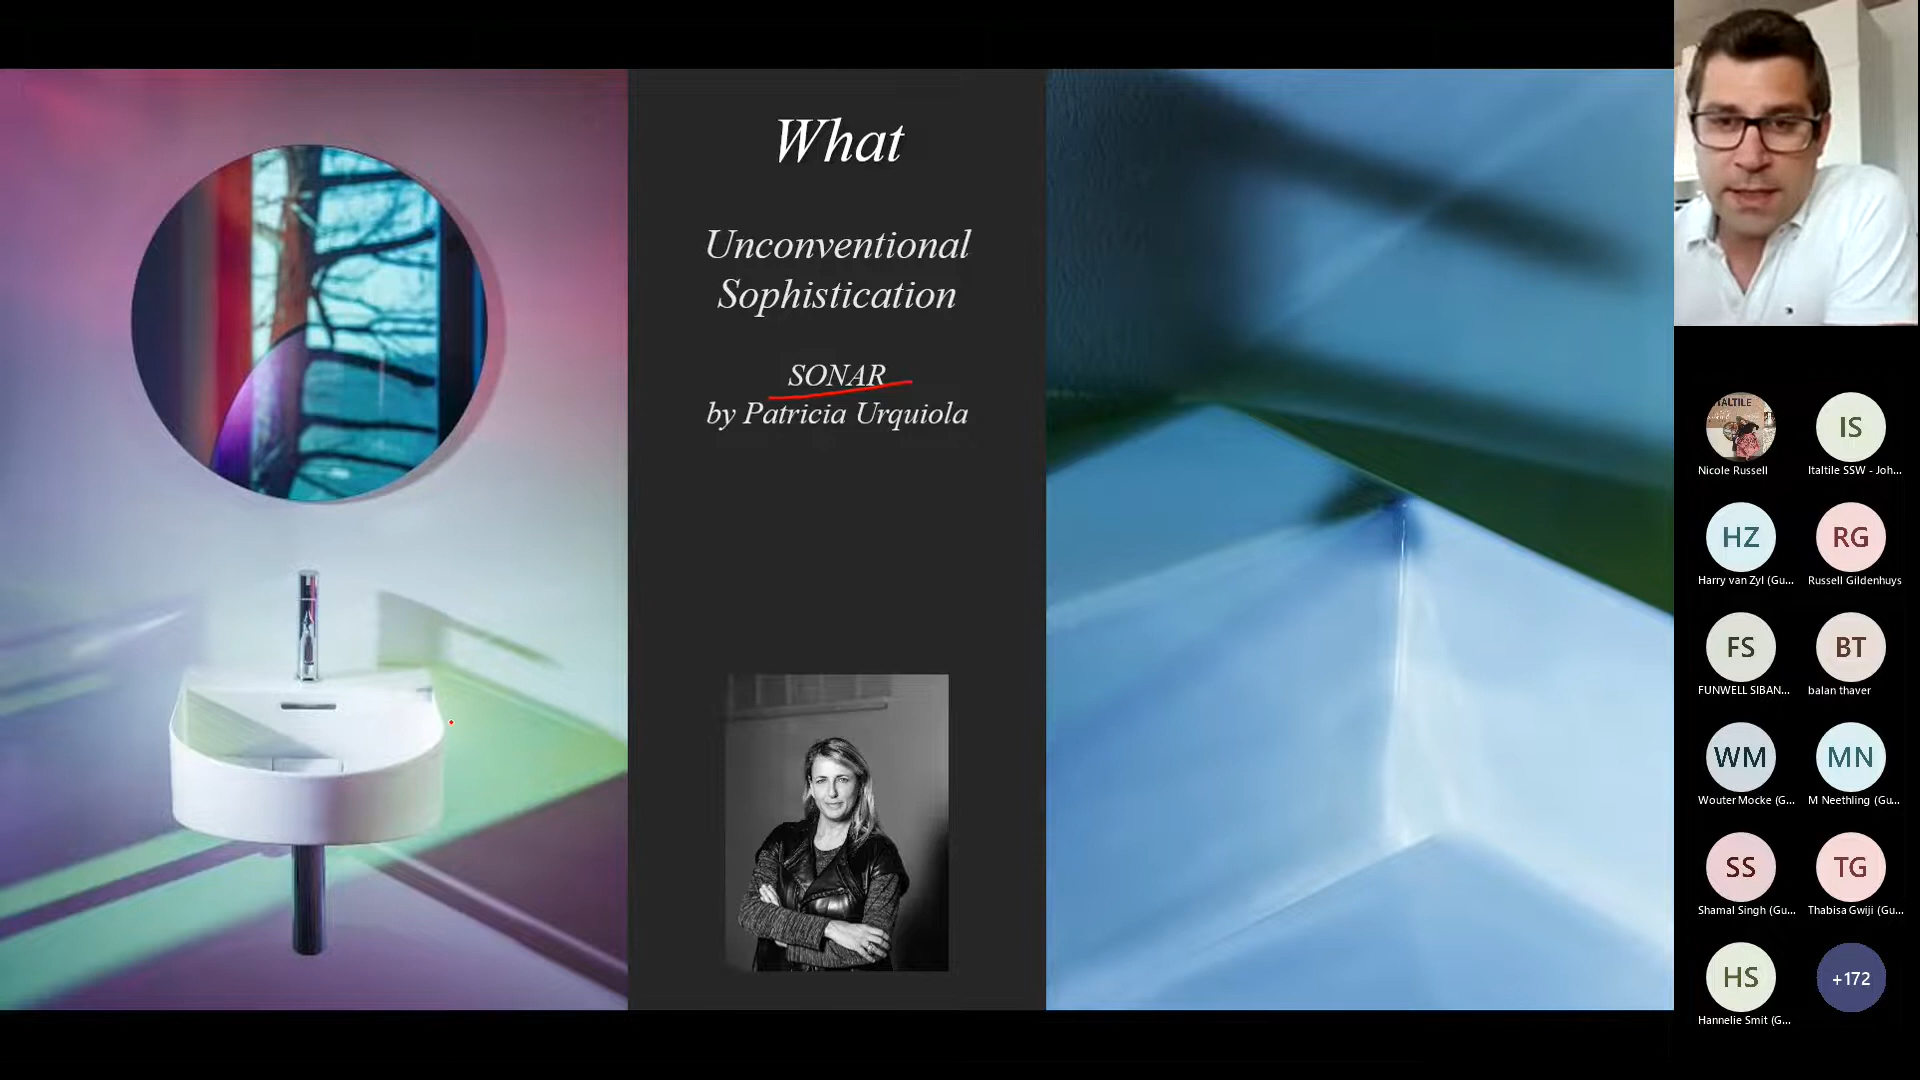 What
Unconventional
Sophistication
SONAR
by Patricia Urquiola
ITALTILE
Nicole Russell
IS
Italtile SSW - Joh...
HZ
Harry van Zyl (Gu...
RG
Russell Gildenhuys
FS
FUNWELL SIBAN...
BT
balan thaver
WM
Wouter Mocke (G...
MN
M Neethling (Gu...
SS
Shamal Singh (Gu...
TG
Thabisa Gwiji (Gu...
HS
Hannelie Smit (G...
+172